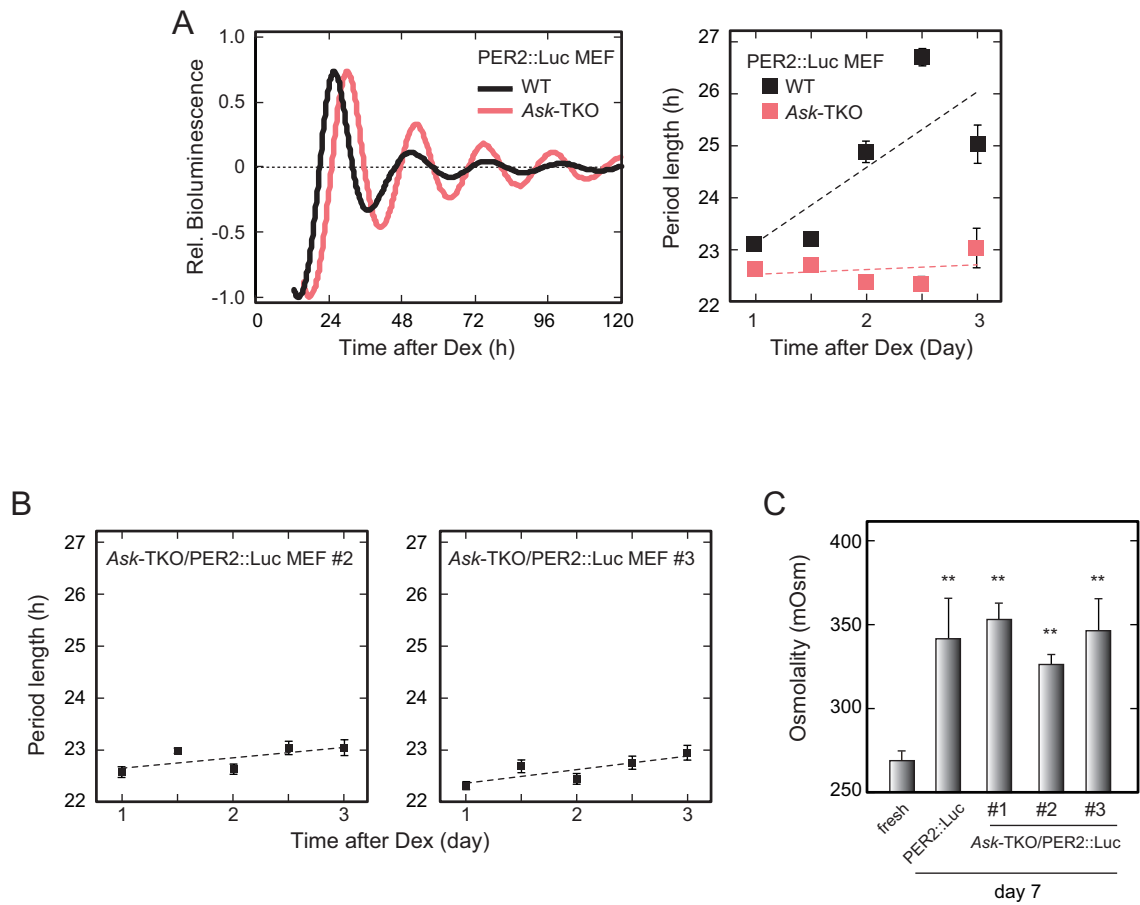 A
1.0
0.5
0
-0.5
-1.0
Rel. Bioluminescence
PER2::Luc MEF
WT
Ask-TKO
0 24 48 72 96 120
Time after Dex (h)
27
26
25
24
23
22
Period length (h)
PER2::Luc MEF
WT
Ask-TKO
1 2 3
Time after Dex (Day)
B
27
26
25
24
23
22
Period length (h)
Ask-TKO/PER2::Luc MEF #2
1 2 3
27
26
25
24
23
22
Ask-TKO/PER2::Luc MEF #3
1 2 3
Time after Dex (day)
C
400
350
300
250
Osmolality (mOsm)
**
**
**
**
fresh
PER2::Luc
#1 #2 #3
Ask-TKO/PER2::Luc
day 7